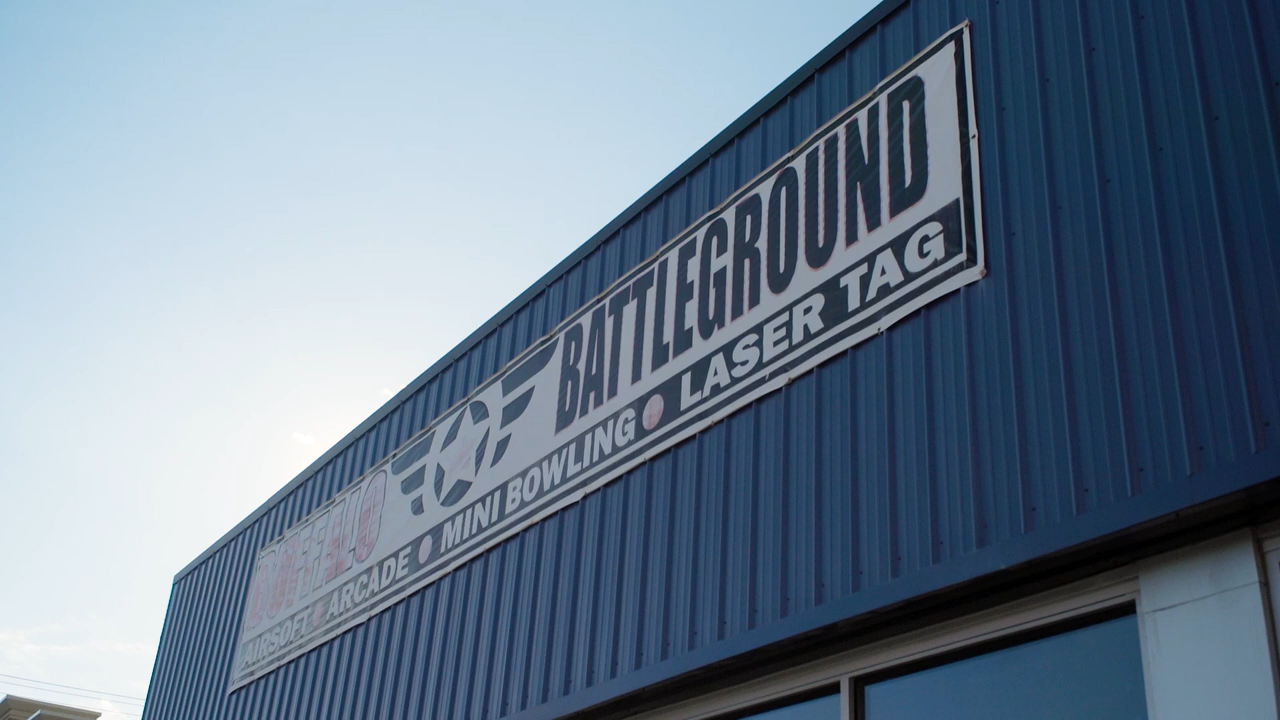 BUFFALO BATTLEGROUND
AIRSOFT • ARCADE • MINI BOWLING • LASER TAG